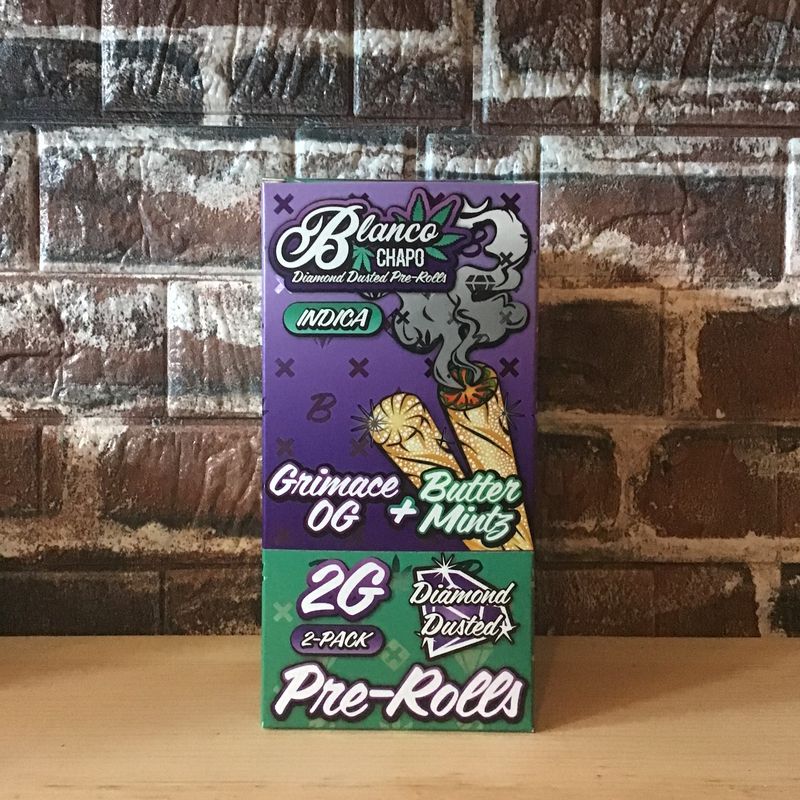 Blanco
CHAPO
Diamond Dusted Pre-Rolls
INDICA
B
Grimace
OG
+
Butter
Mintz
2G
2-PACK
Diamond
Dusted
Pre-Rolls